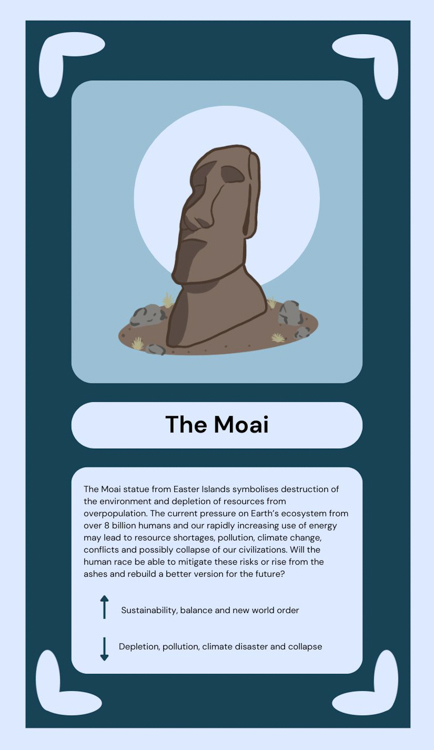 The Moai
The Moai statue from Easter Islands symbolises destruction of
the environment and depletion of resources from
overpopulation. The current pressure on Earth's ecosystem from
over 8 billion humans and our rapidly increasing use of energy
may lead to resource shortages, pollution, climate change,
conflicts and possibly collapse of our civilizations. Will the
human race be able to mitigate these risks or rise from the
ashes and rebuild a better version for the future?
Sustainability, balance and new world order
Depletion, pollution, climate disaster and collapse